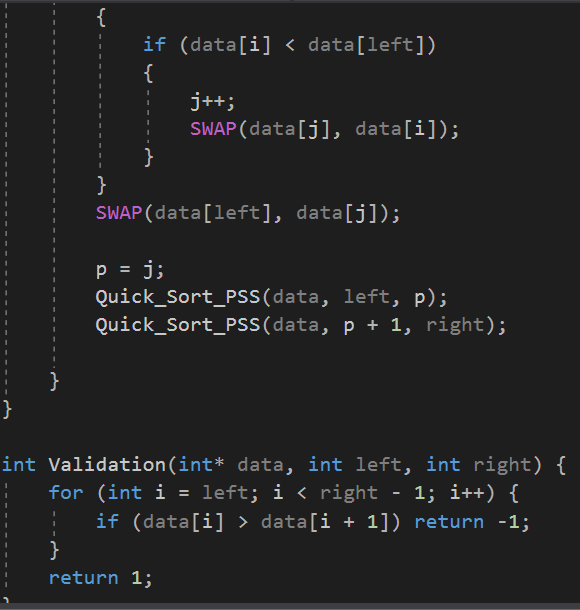 {
if (data[i] < data[left])
{
j++;
SWAP(data[j], data[i]);
}
}
SWAP(data[left], data[j]);
p = j;
Quick_Sort_PSS(data, left, p);
Quick_Sort_PSS(data, p + 1, right);
}
}
int Validation(int* data, int left, int right) {
for (int i = left; i < right - 1; i++) {
if (data[i] > data[i + 1]) return -1;
}
return 1;
}